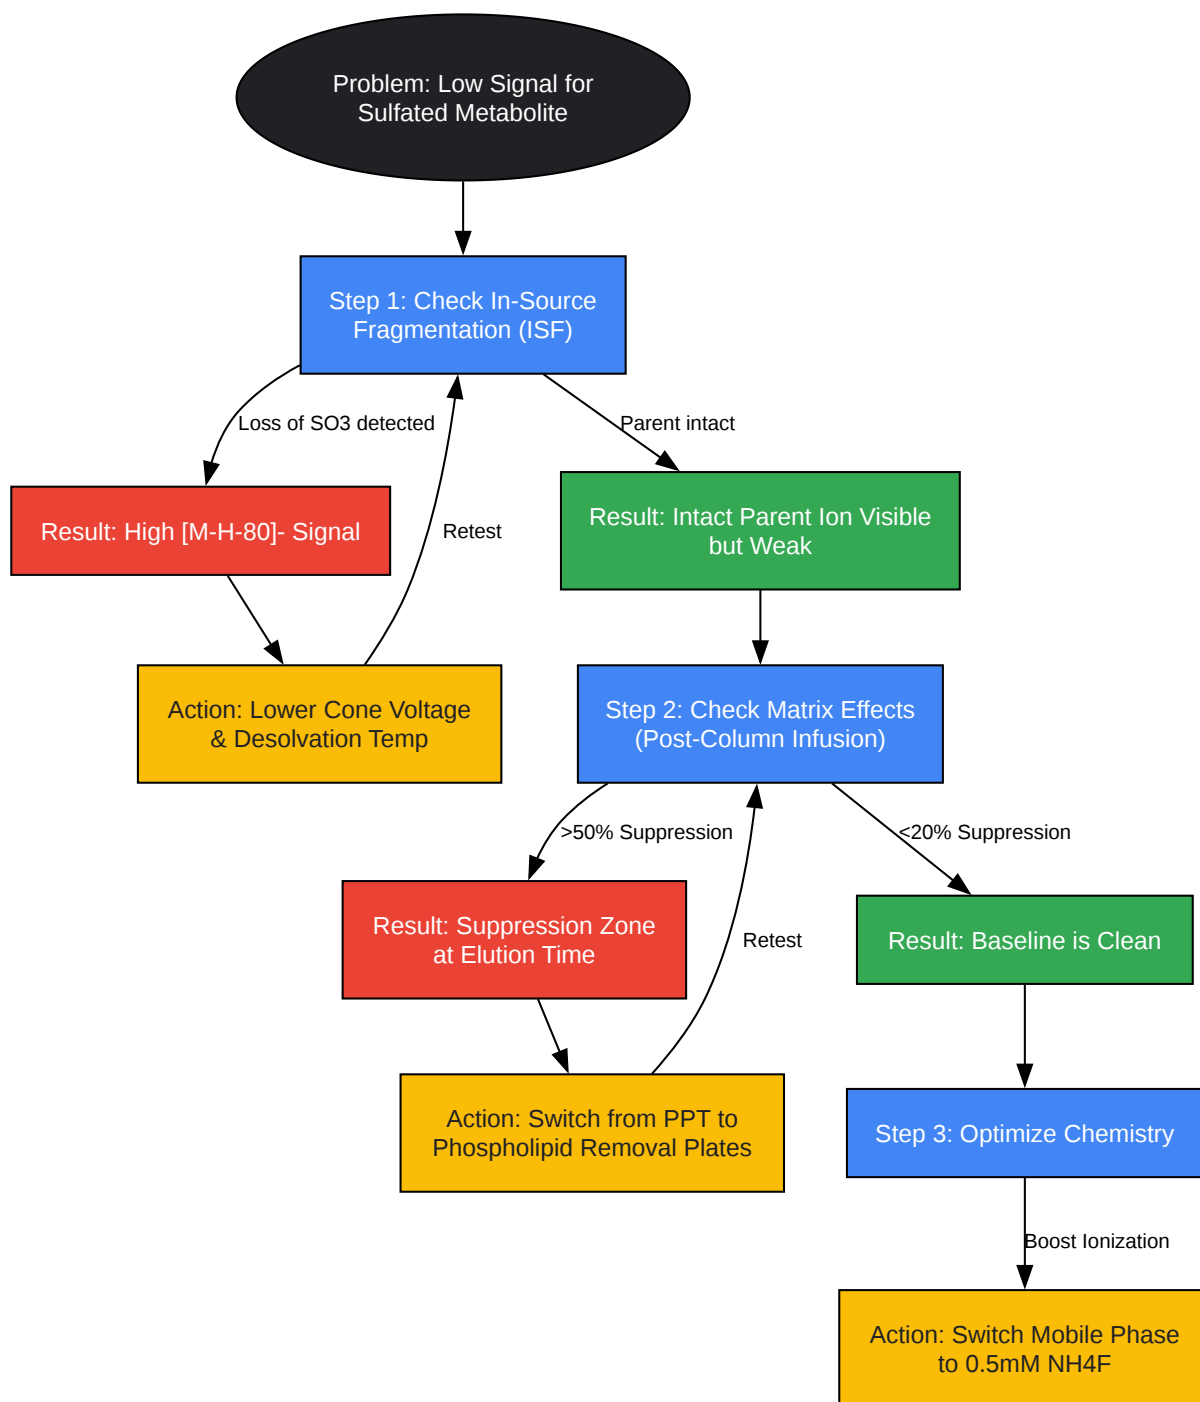 Problem: Low Signal for
Sulfated Metabolite
Step 1: Check In-Source
Fragmentation (ISF)
Loss of SO3 detected
Parent intact
Result: High [M-H-80]- Signal
Retest
Result: Intact Parent Ion Visible
but Weak
Action: Lower Cone Voltage
& Desolvation Temp
Step 2: Check Matrix Effects
(Post-Column Infusion)
>50% Suppression
<20% Suppression
Result: Suppression Zone
at Elution Time
Retest
Result: Baseline is Clean
Action: Switch from PPT to
Phospholipid Removal Plates
Step 3: Optimize Chemistry
Boost Ionization
Action: Switch Mobile Phase
to 0.5mM NH4F